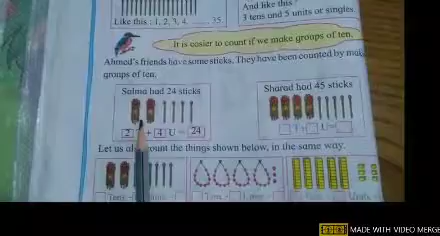 Like this : 1, 2, 3, 4, ....... 35
And like this :
3 tens and 5 units or singles
It is easier to count if we make groups of ten.
Ahmed's friends have some sticks. They have been counted by
groups of ten.
Salma had 24 sticks
2 + 4 U = 24
Sharad had 45 sticks
T + U =
Let us count the things shown below, in the same way.
MADE WITH VIDEO MERGE